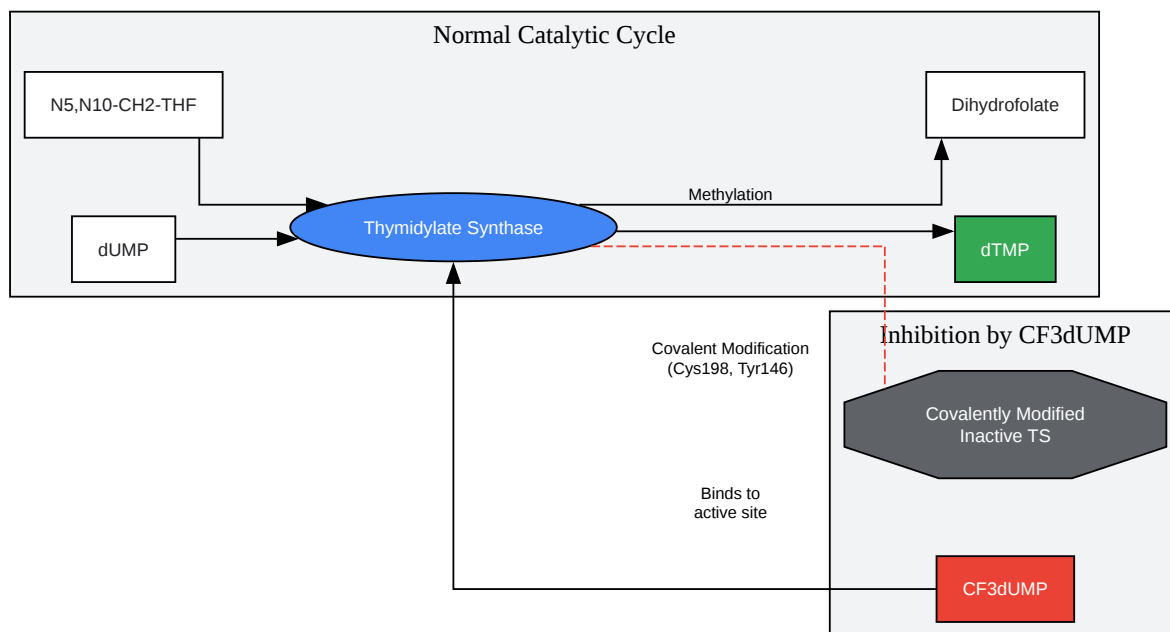 Normal Catalytic Cycle
N5,N10-CH2-THF
Dihydrofolate
Methylation
Thymidylate Synthase
dUMP
dTMP
Inhibition by CF3dUMP
Covalent Modification
(Cys198, Tyr146)
Covalently Modified
Inactive TS
Binds to
active site
CF3dUMP